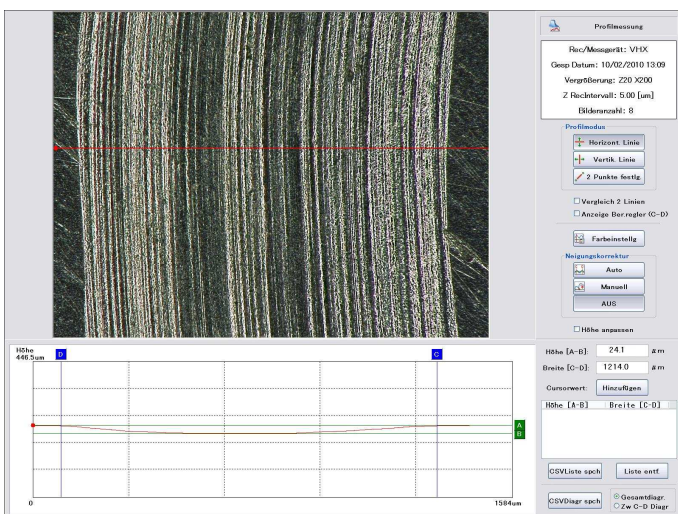 Profilmessung
Rec/Messgerät: VHX
Gesp Datum: 10/02/2010 13:09
Vergrößerung: Z20 X200
Z RecIntervall: 5.00 [um]
Bilderanzahl: 8
Profilmodus
Horizont. Linie
Vertik. Linie
2 Punkte festlg.
Vergleich 2 Linien
Anzeige Ber.regler (C-D)
Farbeinstellg
Neigungskorrektur
Auto
Manuell
AUS
Höhe anpassen
Höhe
446.5um
D
C
A
B
0
1584um
Höhe [A-B]: 24.1 μm
Breite [C-D]: 1214.0 μm
Cursorwert: Hinzufügen
Höhe [A-B] Breite [C-D]
CSVListe spch Liste entf.
CSVDiagr spch
Gesamtdiagr.
Zw C-D Diagr